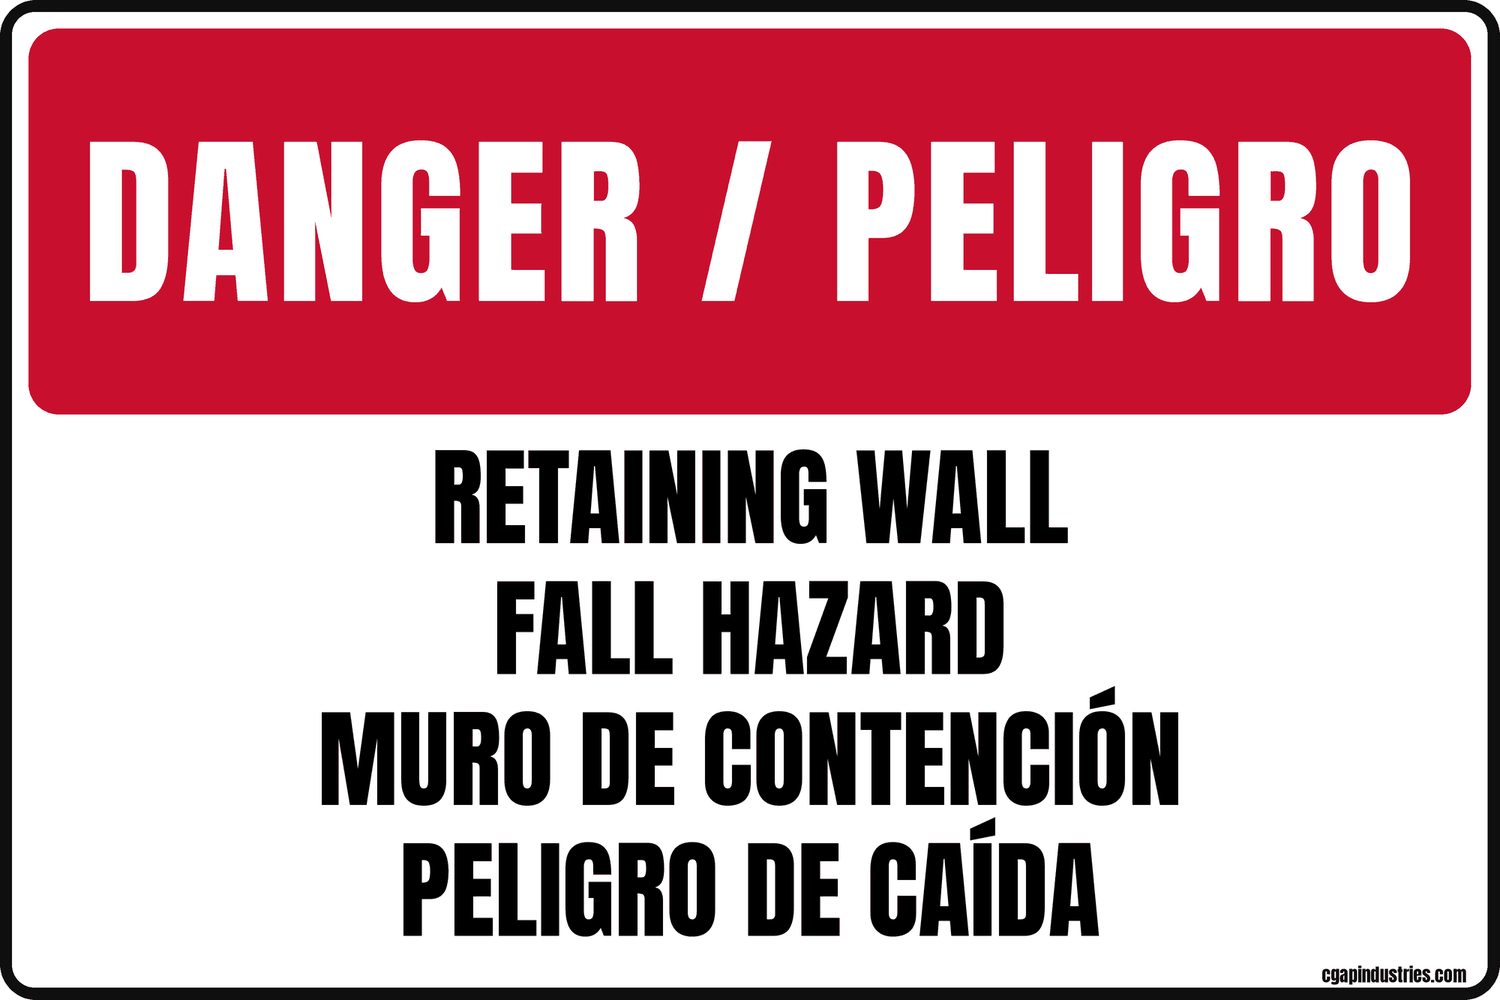 DANGER / PELIGRO
RETAINING WALL
FALL HAZARD
MURO DE CONTENCIÓN
PELIGRO DE CAÍDA
cgapindustries.com